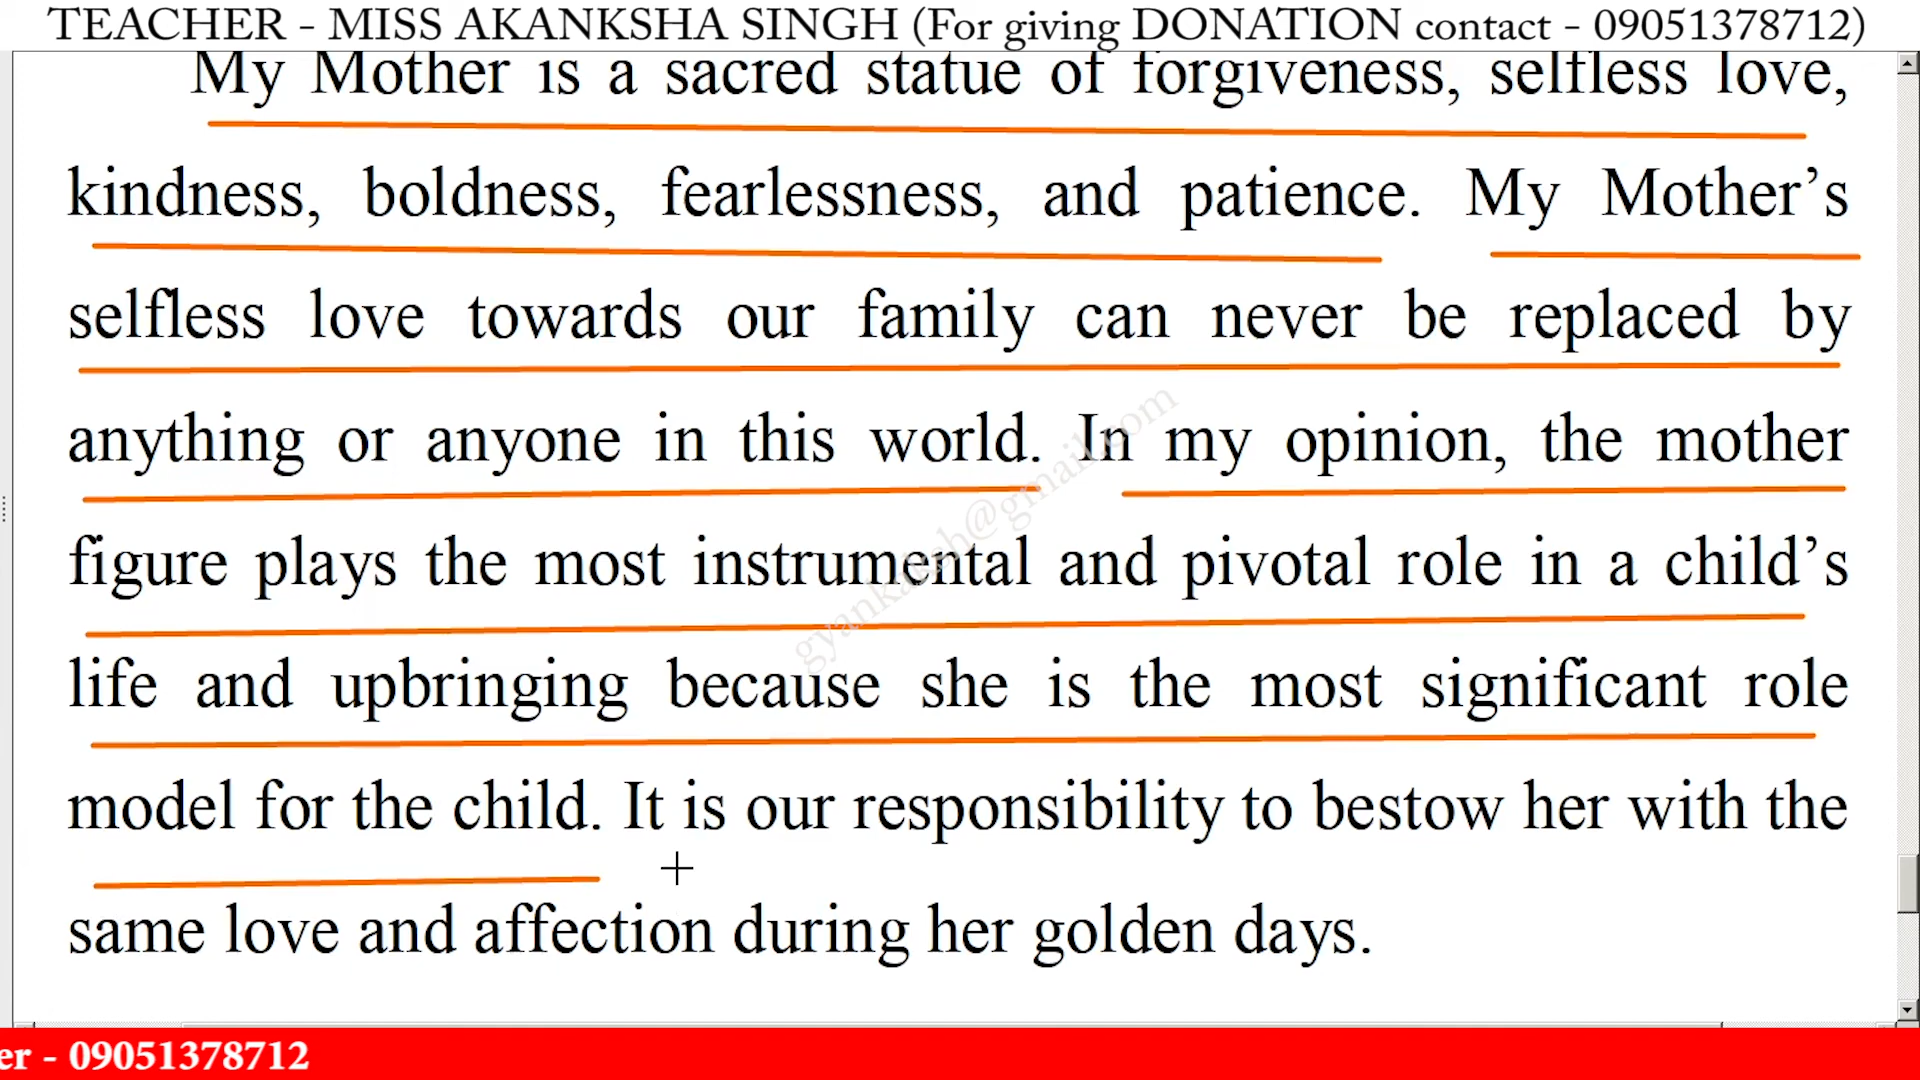 TEACHER - MISS AKANKSHA SINGH (For giving DONATION contact - 09051378712)
My Mother is a sacred statue of forgiveness, selfless love,
kindness, boldness, fearlessness, and patience. My Mother’s
selfless love towards our family can never be replaced by
anything or anyone in this world. In my opinion, the mother
figure plays the most instrumental and pivotal role in a child’s
life and upbringing because she is the most significant role
model for the child. It is our responsibility to bestow her with the
same love and affection during her golden days.
gyankaksh@gmail.com
er - 09051378712